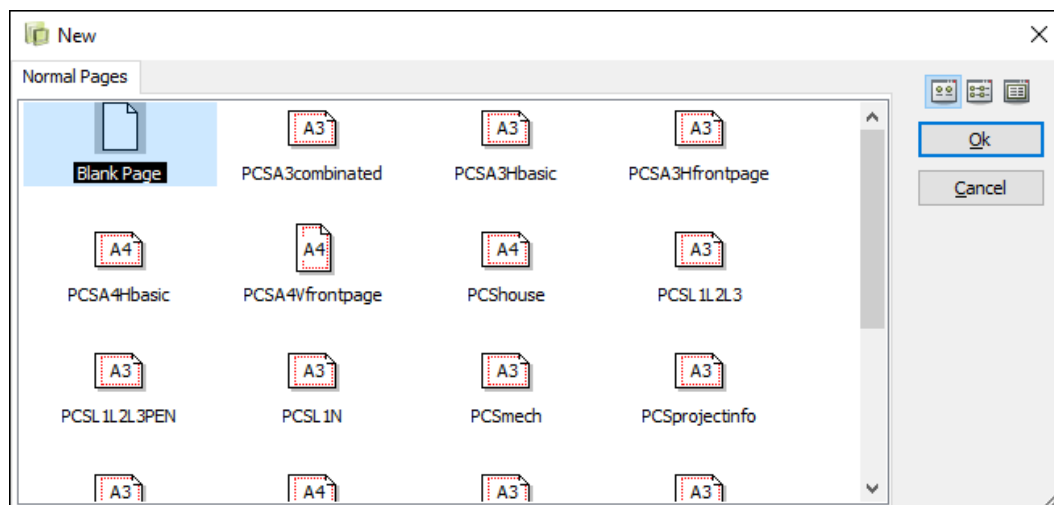 New
Normal Pages
A3 A3 A3
Blank Page PCSA3combinated PCSA3Hbasic PCSA3Hfrontpage
Ok
Cancel
A4 A4 A4 A3
PCSA4Hbasic PCSA4Vfrontpage PCShouse PCSL1L2L3
A3 A3 A3 A3
PCSL1L2L3PEN PCSL1N PCSmech PCSprojectinfo
A3 A4 A3 A3